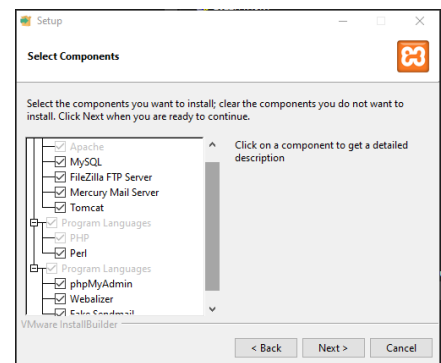 Setup
Select Components
Select the components you want to install; clear the components you do not want to
install. Click Next when you are ready to continue.
Apache
MySQL
FileZilla FTP Server
Mercury Mail Server
Tomcat
Program Languages
PHP
Perl
Program Languages
phpMyAdmin
Webalizer
Fake Sendmail
Click on a component to get a detailed
description
VMware InstallBuilder
< Back
Next >
Cancel